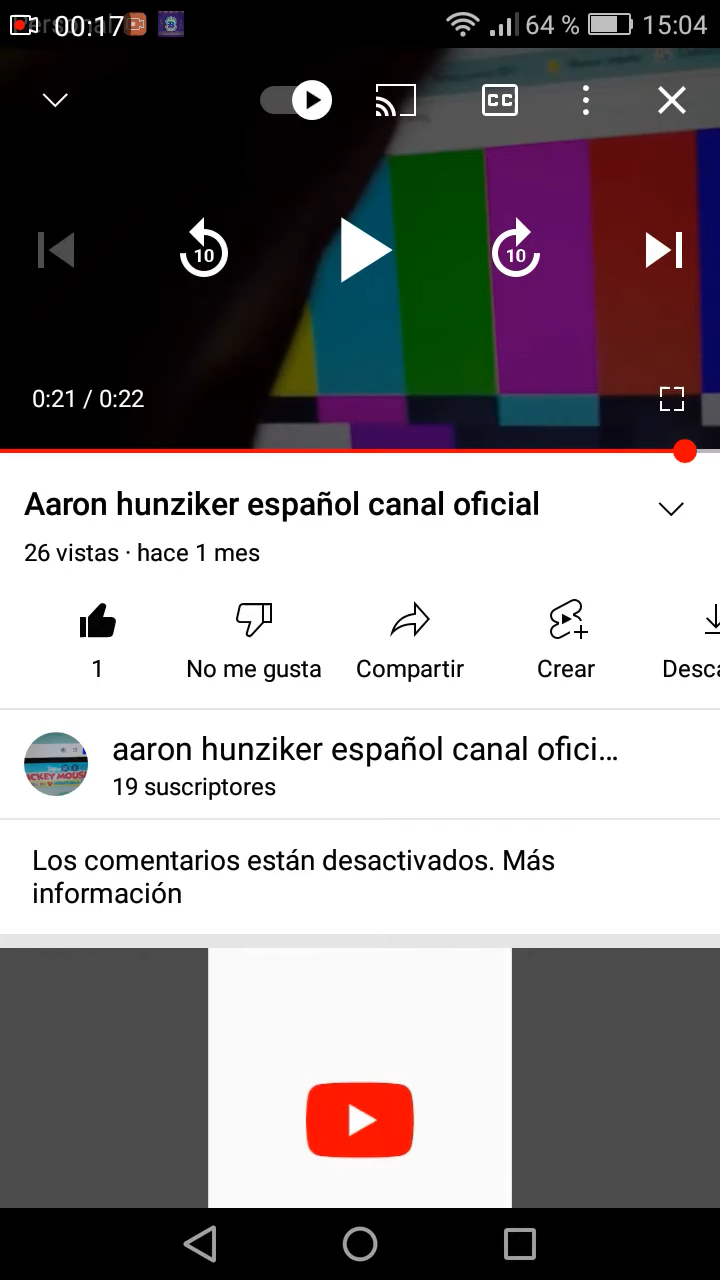 00:17
64 %
15:04
CC
10
10
0:21 / 0:22
Aaron hunziker español canal oficial
26 vistas · hace 1 mes
1
No me gusta
Compartir
Crear
Desca
aaron hunziker español canal ofici...
19 suscriptores
Los comentarios están desactivados. Más
información